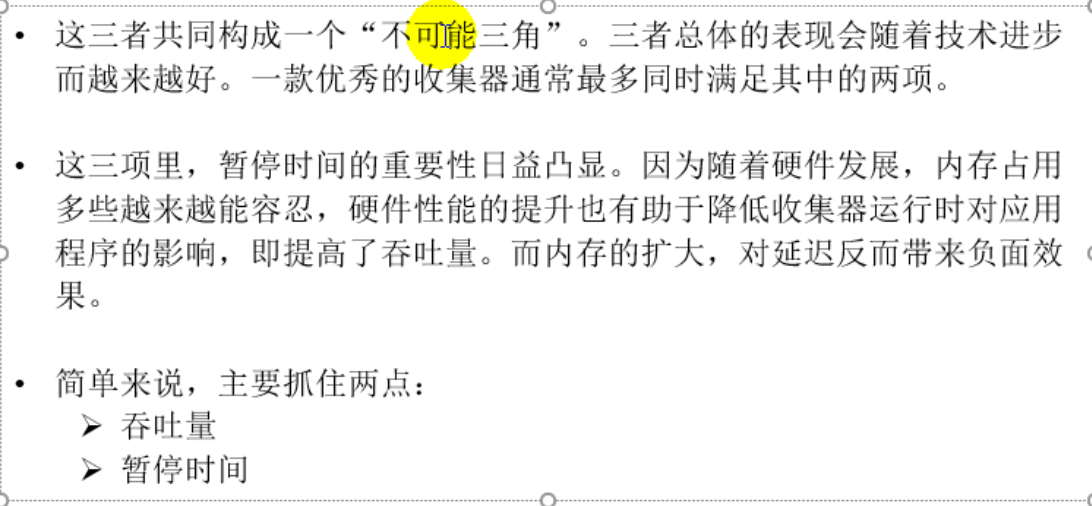 • 这三者共同构成一个“不可能三角”。三者总体的表现会随着技术进步
而越来越好。一款优秀的收集器通常最多同时满足其中的两项。
• 这三项里，暂停时间的重要性日益凸显。因为随着硬件发展，内存占用
多些越来越能容忍，硬件性能的提升也有助于降低收集器运行时对应用
程序的影响，即提高了吞吐量。而内存的扩大，对延迟反而带来负面效
果。
• 简单来说，主要抓住两点：
➢ 吞吐量
➢ 暂停时间